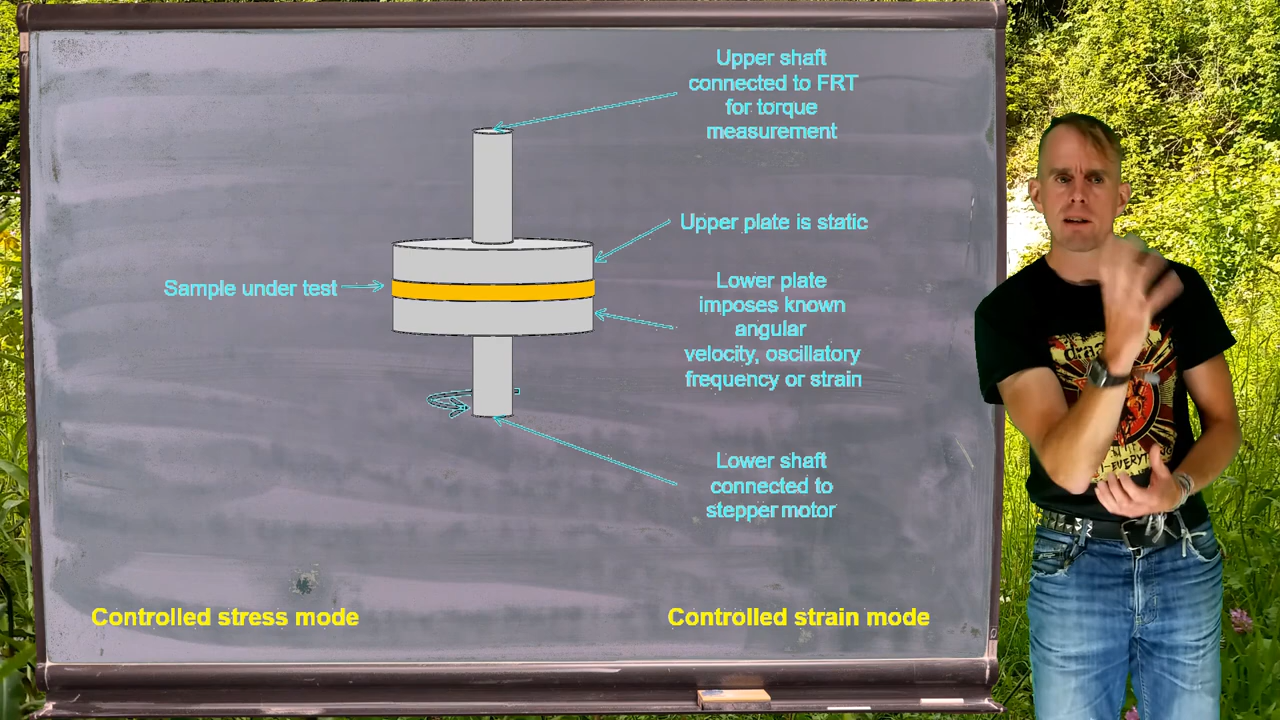 Upper shaft
connected to FRT
for torque
measurement
Upper plate is static
Sample under test
Lower plate
imposes known
angular
velocity, oscillatory
frequency or strain
Lower shaft
connected to
stepper motor
Controlled stress mode
Controlled strain mode